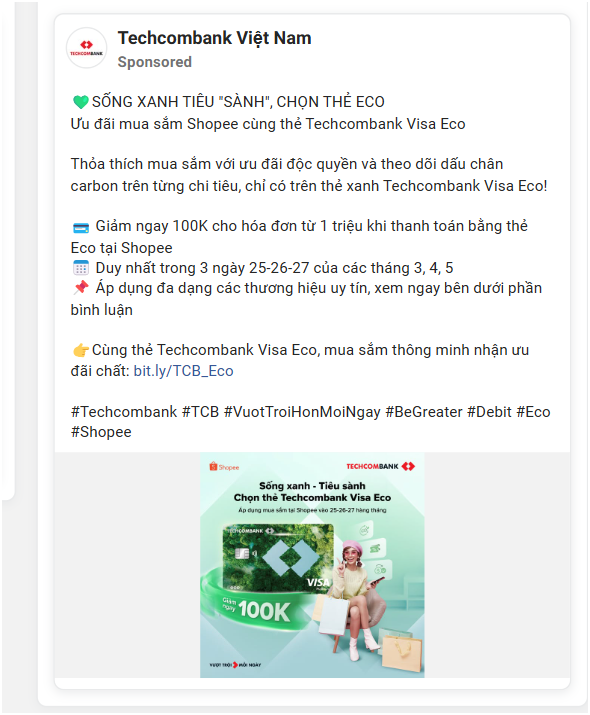 TECHCOMBANK
Techcombank Việt Nam
Sponsored
💚SỐNG XANH TIÊU "SÀNH", CHỌN THẺ ECO
Ưu đãi mua sắm Shopee cùng thẻ Techcombank Visa Eco
Thỏa thích mua sắm với ưu đãi độc quyền và theo dõi dấu chân
carbon trên từng chi tiêu, chỉ có trên thẻ xanh Techcombank Visa Eco!
💳 Giảm ngay 100K cho hóa đơn từ 1 triệu khi thanh toán bằng thẻ
Eco tại Shopee
🗓 Duy nhất trong 3 ngày 25-26-27 của các tháng 3, 4, 5
📌 Áp dụng đa dạng các thương hiệu uy tín, xem ngay bên dưới phần
bình luận
👉Cùng thẻ Techcombank Visa Eco, mua sắm thông minh nhận ưu
đãi chất: bit.ly/TCB_Eco
#Techcombank #TCB #VuotTroiHonMoiNgay #BeGreater #Debit #Eco
#Shopee
Shopee
TECHCOMBANK
Sống xanh - Tiêu sành
Chọn thẻ Techcombank Visa Eco
Áp dụng mua sắm tại Shopee vào 25-26-27 hàng tháng
TECHCOMBANK
VISA
Giảm
ngay
100K
VƯỢT TRỘI MỖI NGÀY